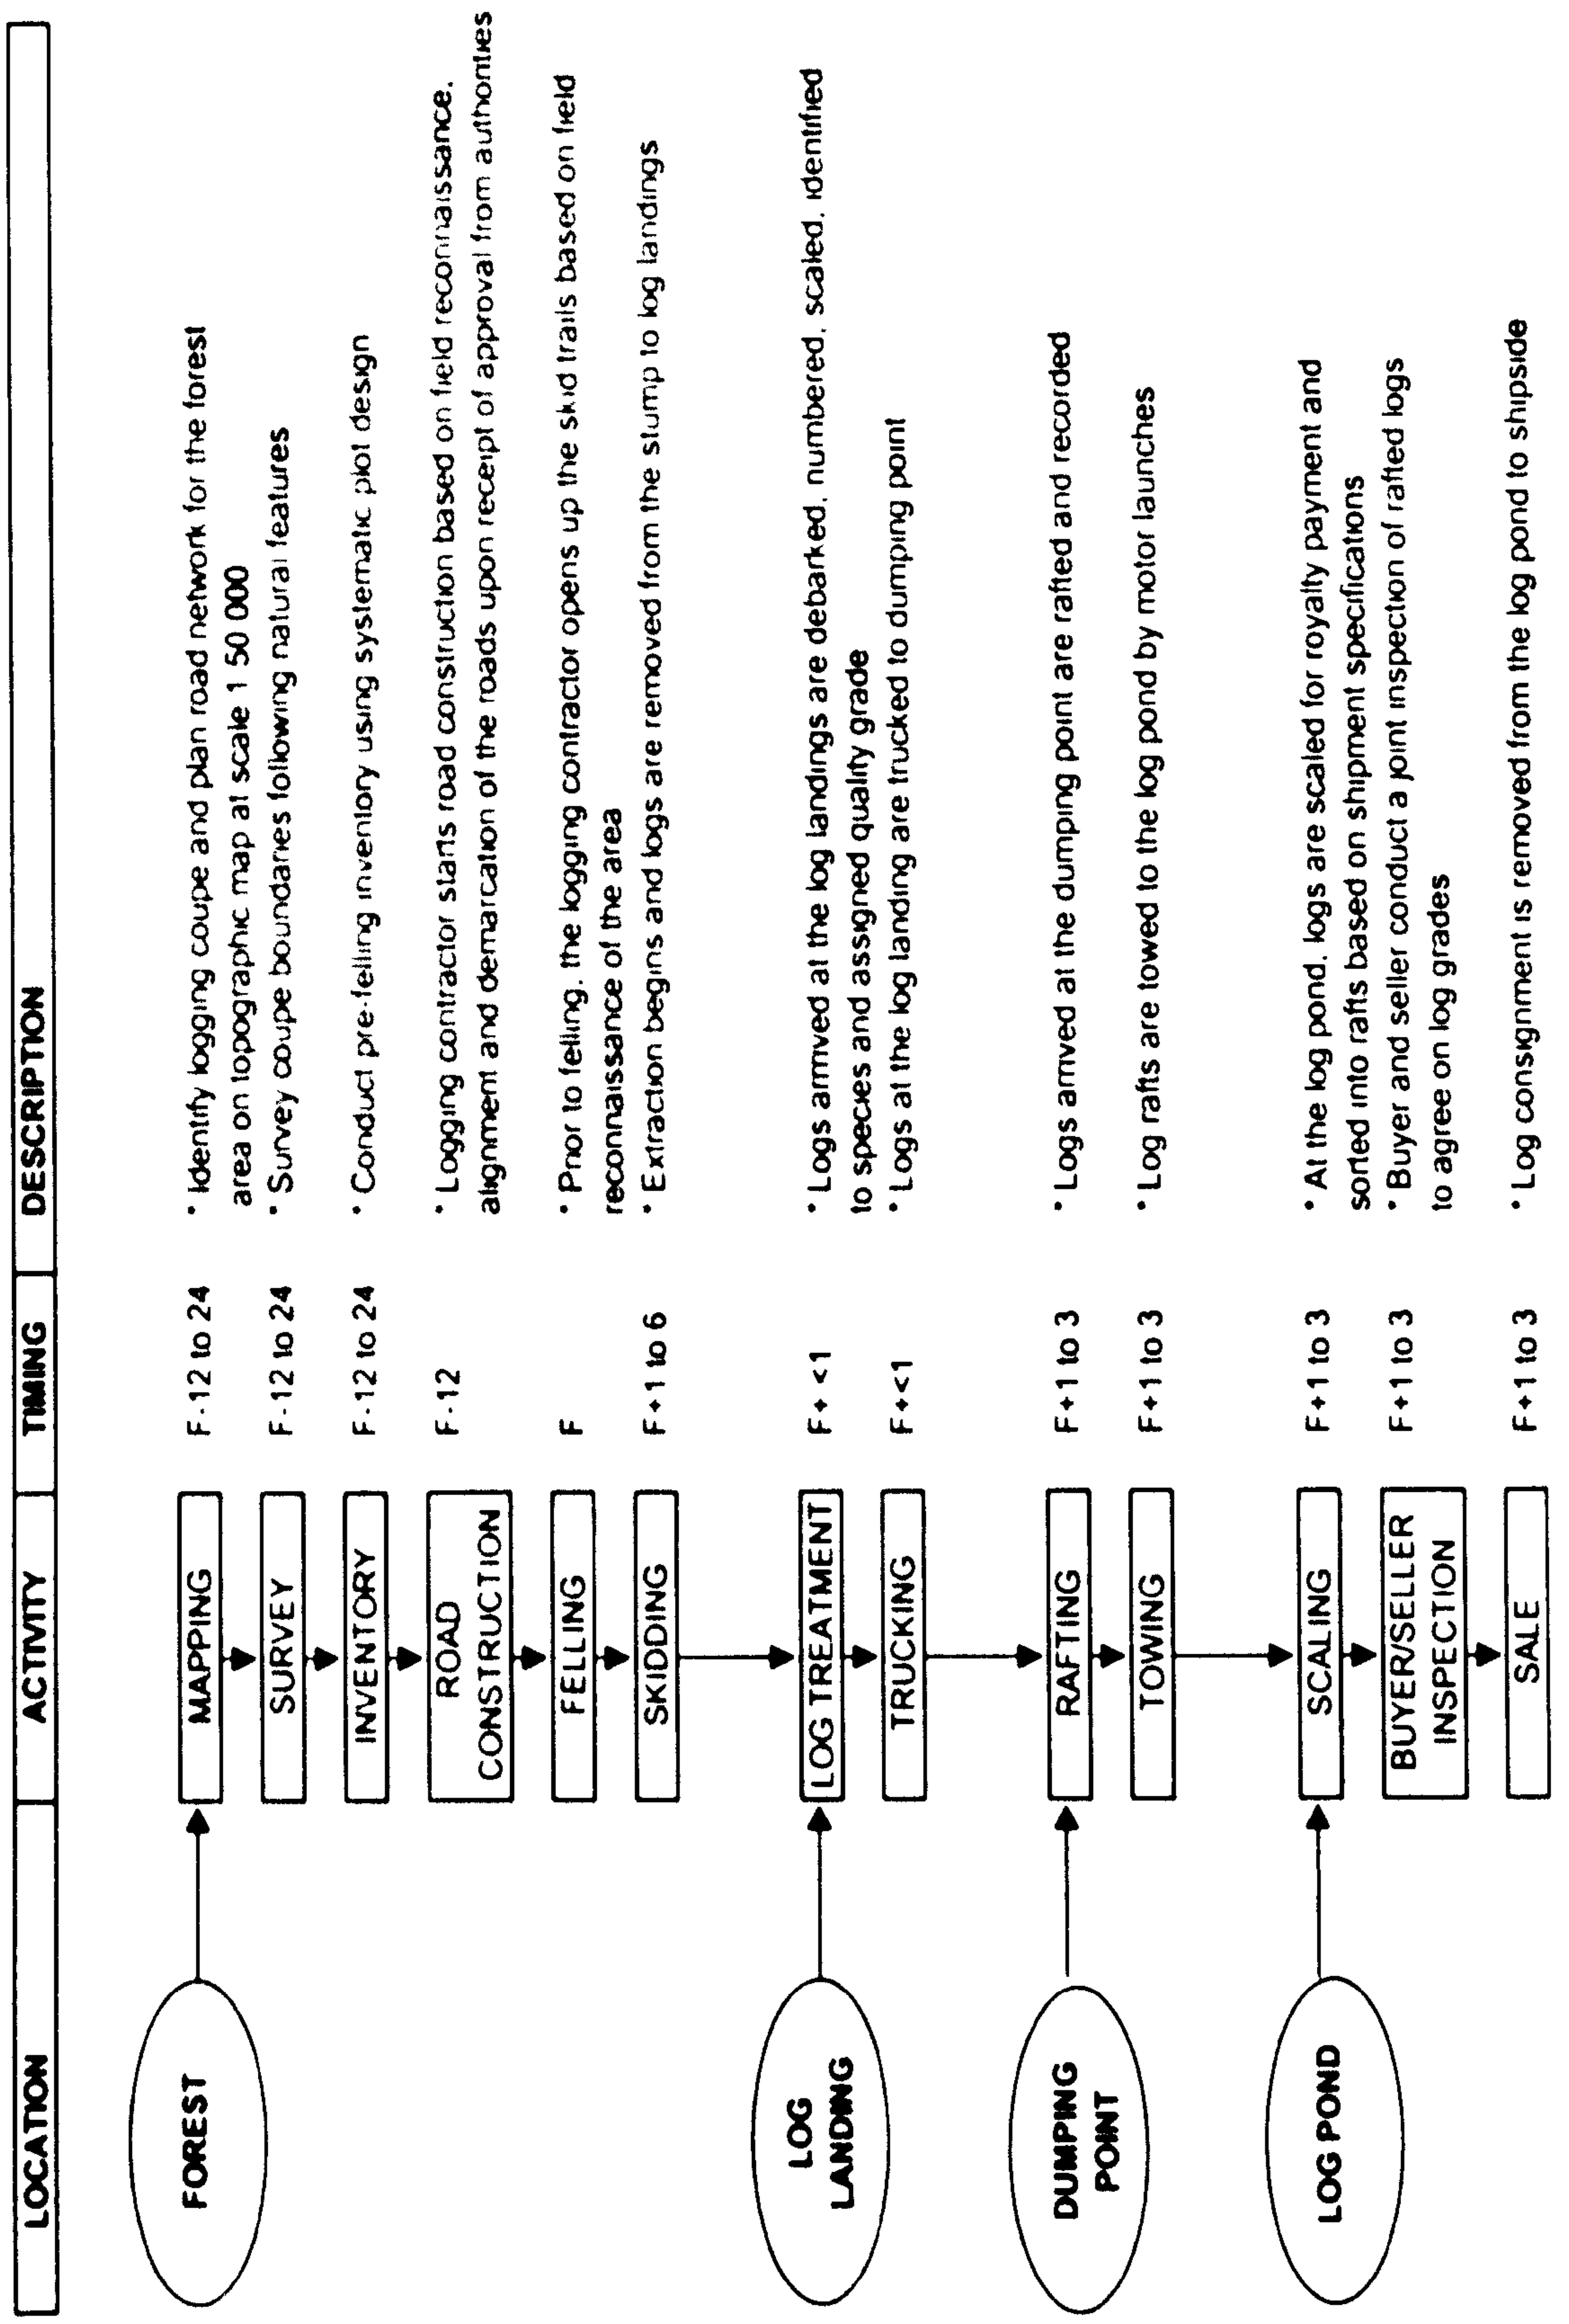 LOCATION ACTIVITY TIMING DESCRIPTION
FOREST
MAPPING F-12 to 24 * Identify logging coupe and plan road network for the forest
area on topographic map at scale 1 50 000
SURVEY F-12 to 24 * Survey coupe boundaries following natural features
INVENTORY F-12 to 24 * Conduct pre-felling inventory using systematic plot design
ROAD
CONSTRUCTION
F-12 * Logging contractor starts road construction based on field reconnaissance,
alignment and demarcation of the roads upon receipt of approval from authorities
FELLING F * Prior to felling, the logging contractor opens up the skid trails based on field
reconnaissance of the area
SKIDDING F+1 to 6 * Extraction begins and logs are removed from the stump to log landings
LOG
LANDING
LOG TREATMENT F+ <1 * Logs arrived at the log landings are debarked, numbered, scaled, identified
to species and assigned quality grade
TRUCKING F+<1 * Logs at the log landing are trucked to dumping point
DUMPING
POINT
RAFTING F+1 to 3 * Logs arrived at the dumping point are rafted and recorded
TOWING F+1 to 3 * Log rafts are towed to the log pond by motor launches
LOG POND
SCALING F+1 to 3 * At the log pond, logs are scaled for royalty payment and
sorted into rafts based on shipment specifications
BUYER/SELLER
INSPECTION
F+1 to 3 * Buyer and seller conduct a joint inspection of rafted logs
to agree on log grades
SALE F+1 to 3 * Log consignment is removed from the log pond to shipside